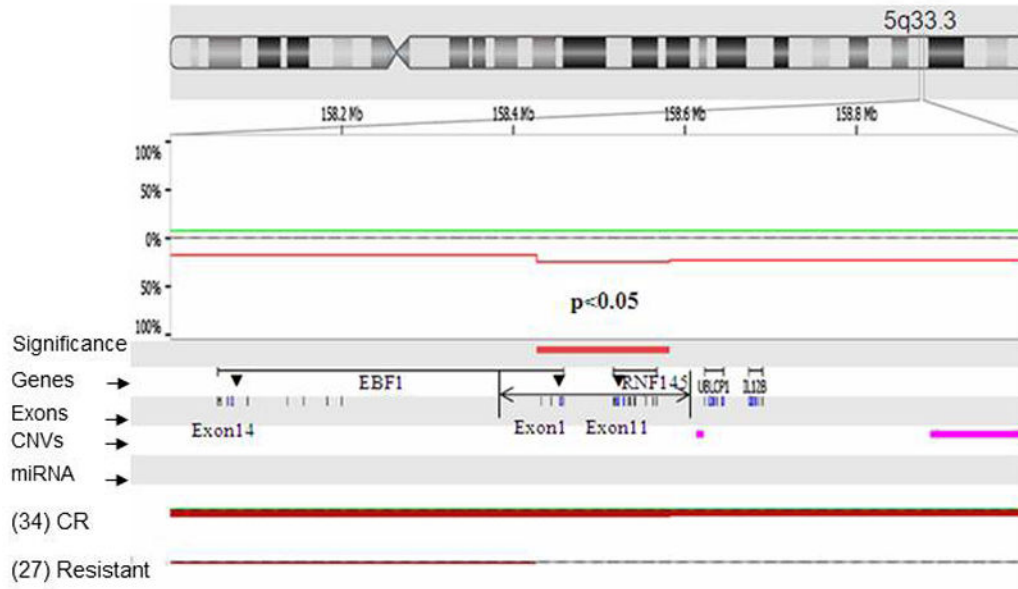 5q33.3
158.2 Mb 158.4 Mb 158.6 Mb 158.8 Mb
100%
50%
0%
50%
p<0.05
100%
Significance
Genes EBF1 RNF145 UBLCP1 IL12B
Exons
Exon14 Exon1 Exon11
CNVs
miRNA
(34) CR
(27) Resistant